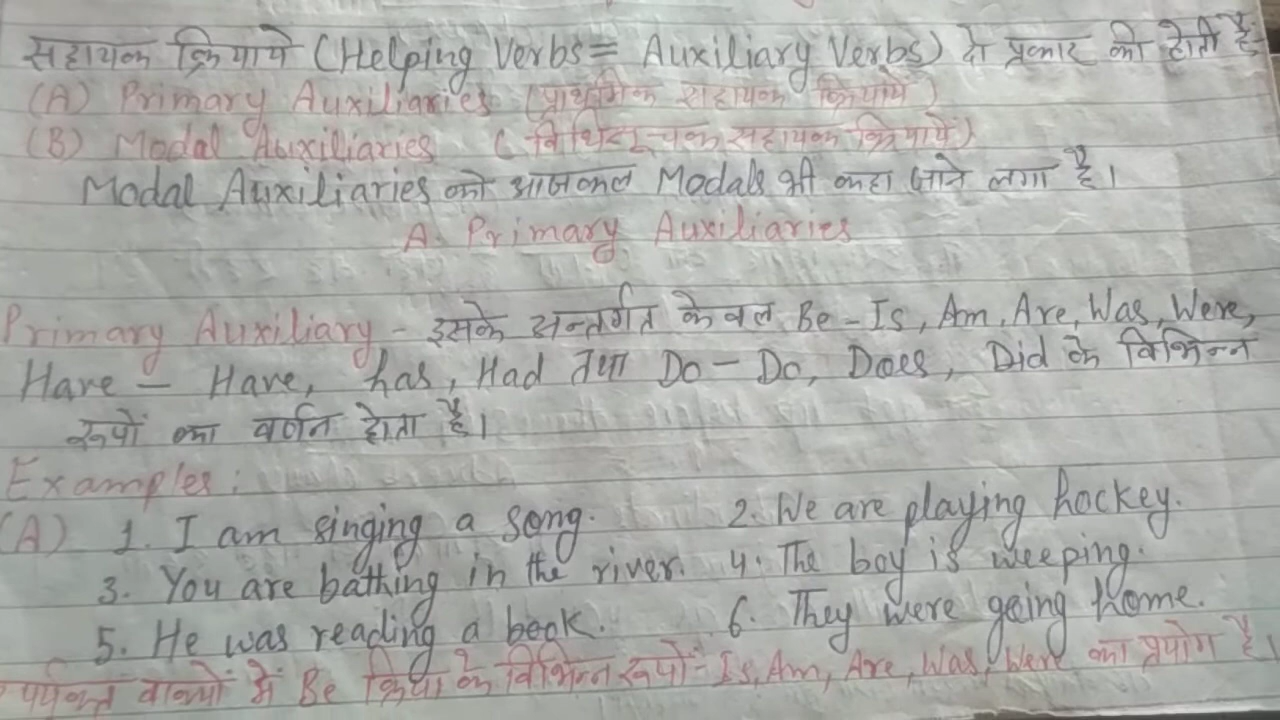 सहायक क्रियायें (Helping Verbs = Auxiliary Verbs) दो प्रकार की होती है
(A) Primary Auxiliaries (प्राथमिक सहायक क्रियायें)
(B) Modal Auxiliaries ( सहायक क्रियायें)
Modal Auxiliaries को आजकल Modals भी कहा जाने लगा है।
A. Primary Auxiliaries
Primary Auxiliary - इसके अन्तर्गत केवल Be - Is, Am, Are, Was, Were,
Have - Have, has, Had तथा Do - Do, Does, Did के विभिन्न
रूपों का वर्णन होता है।
Examples:
(A) 1. I am singing a song. 2. We are playing hockey.
3. You are bathing in the river. 4. The boy is weeping.
5. He was reading a book. 6. They were going home.
वाक्यों में Be क्रिया के विभिन्न रूपों - Is, Am, Are, Was, Were का प्रयोग है।